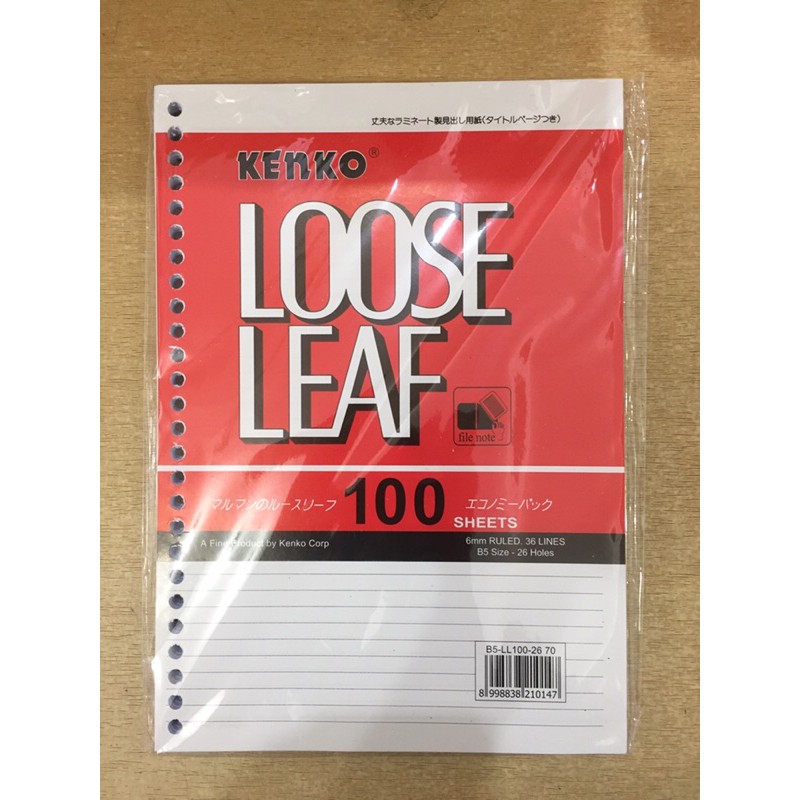 丈夫なラミネート製見出し用紙(タイトルページつき)
KENKO®
LOOSE
LEAF
file note
マルマンのルースリーフ 100 SHEETS エコノミーパック
A Fine Product by Kenko Corp
6mm RULED. 36 LINES
B5 Size - 26 Holes
B5-LL100-26 70
8 998838 210147